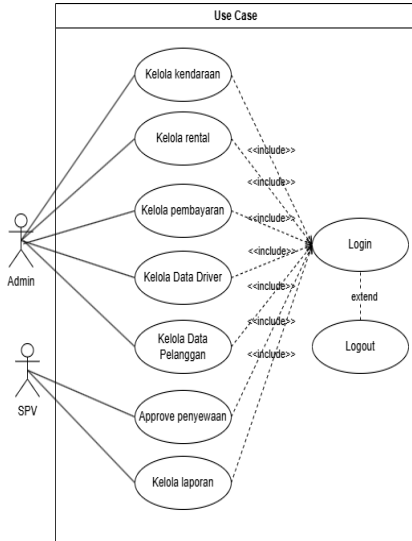 Use Case
Kelola kendaraan
Kelola rental
<<include>>
<<include>>
Kelola pembayaran
<<include>>
Admin
Login
<<include>>
Kelola Data Driver
<<include>>
extend
<<include>>
Kelola Data
Pelanggan
<<include>>
Logout
SPV
Approve penyewaan
Kelola laporan